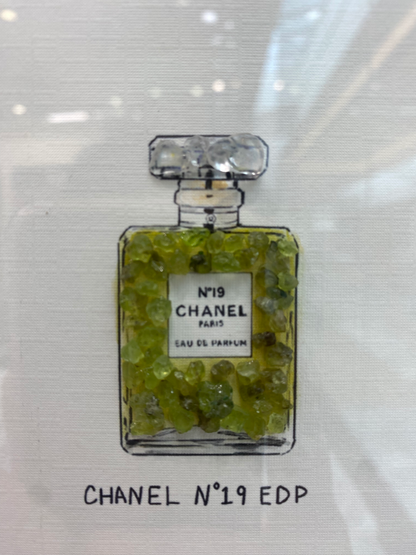 N°19
CHANEL
PARIS
EAU DE PARFUM
CHANEL N°19 EDP